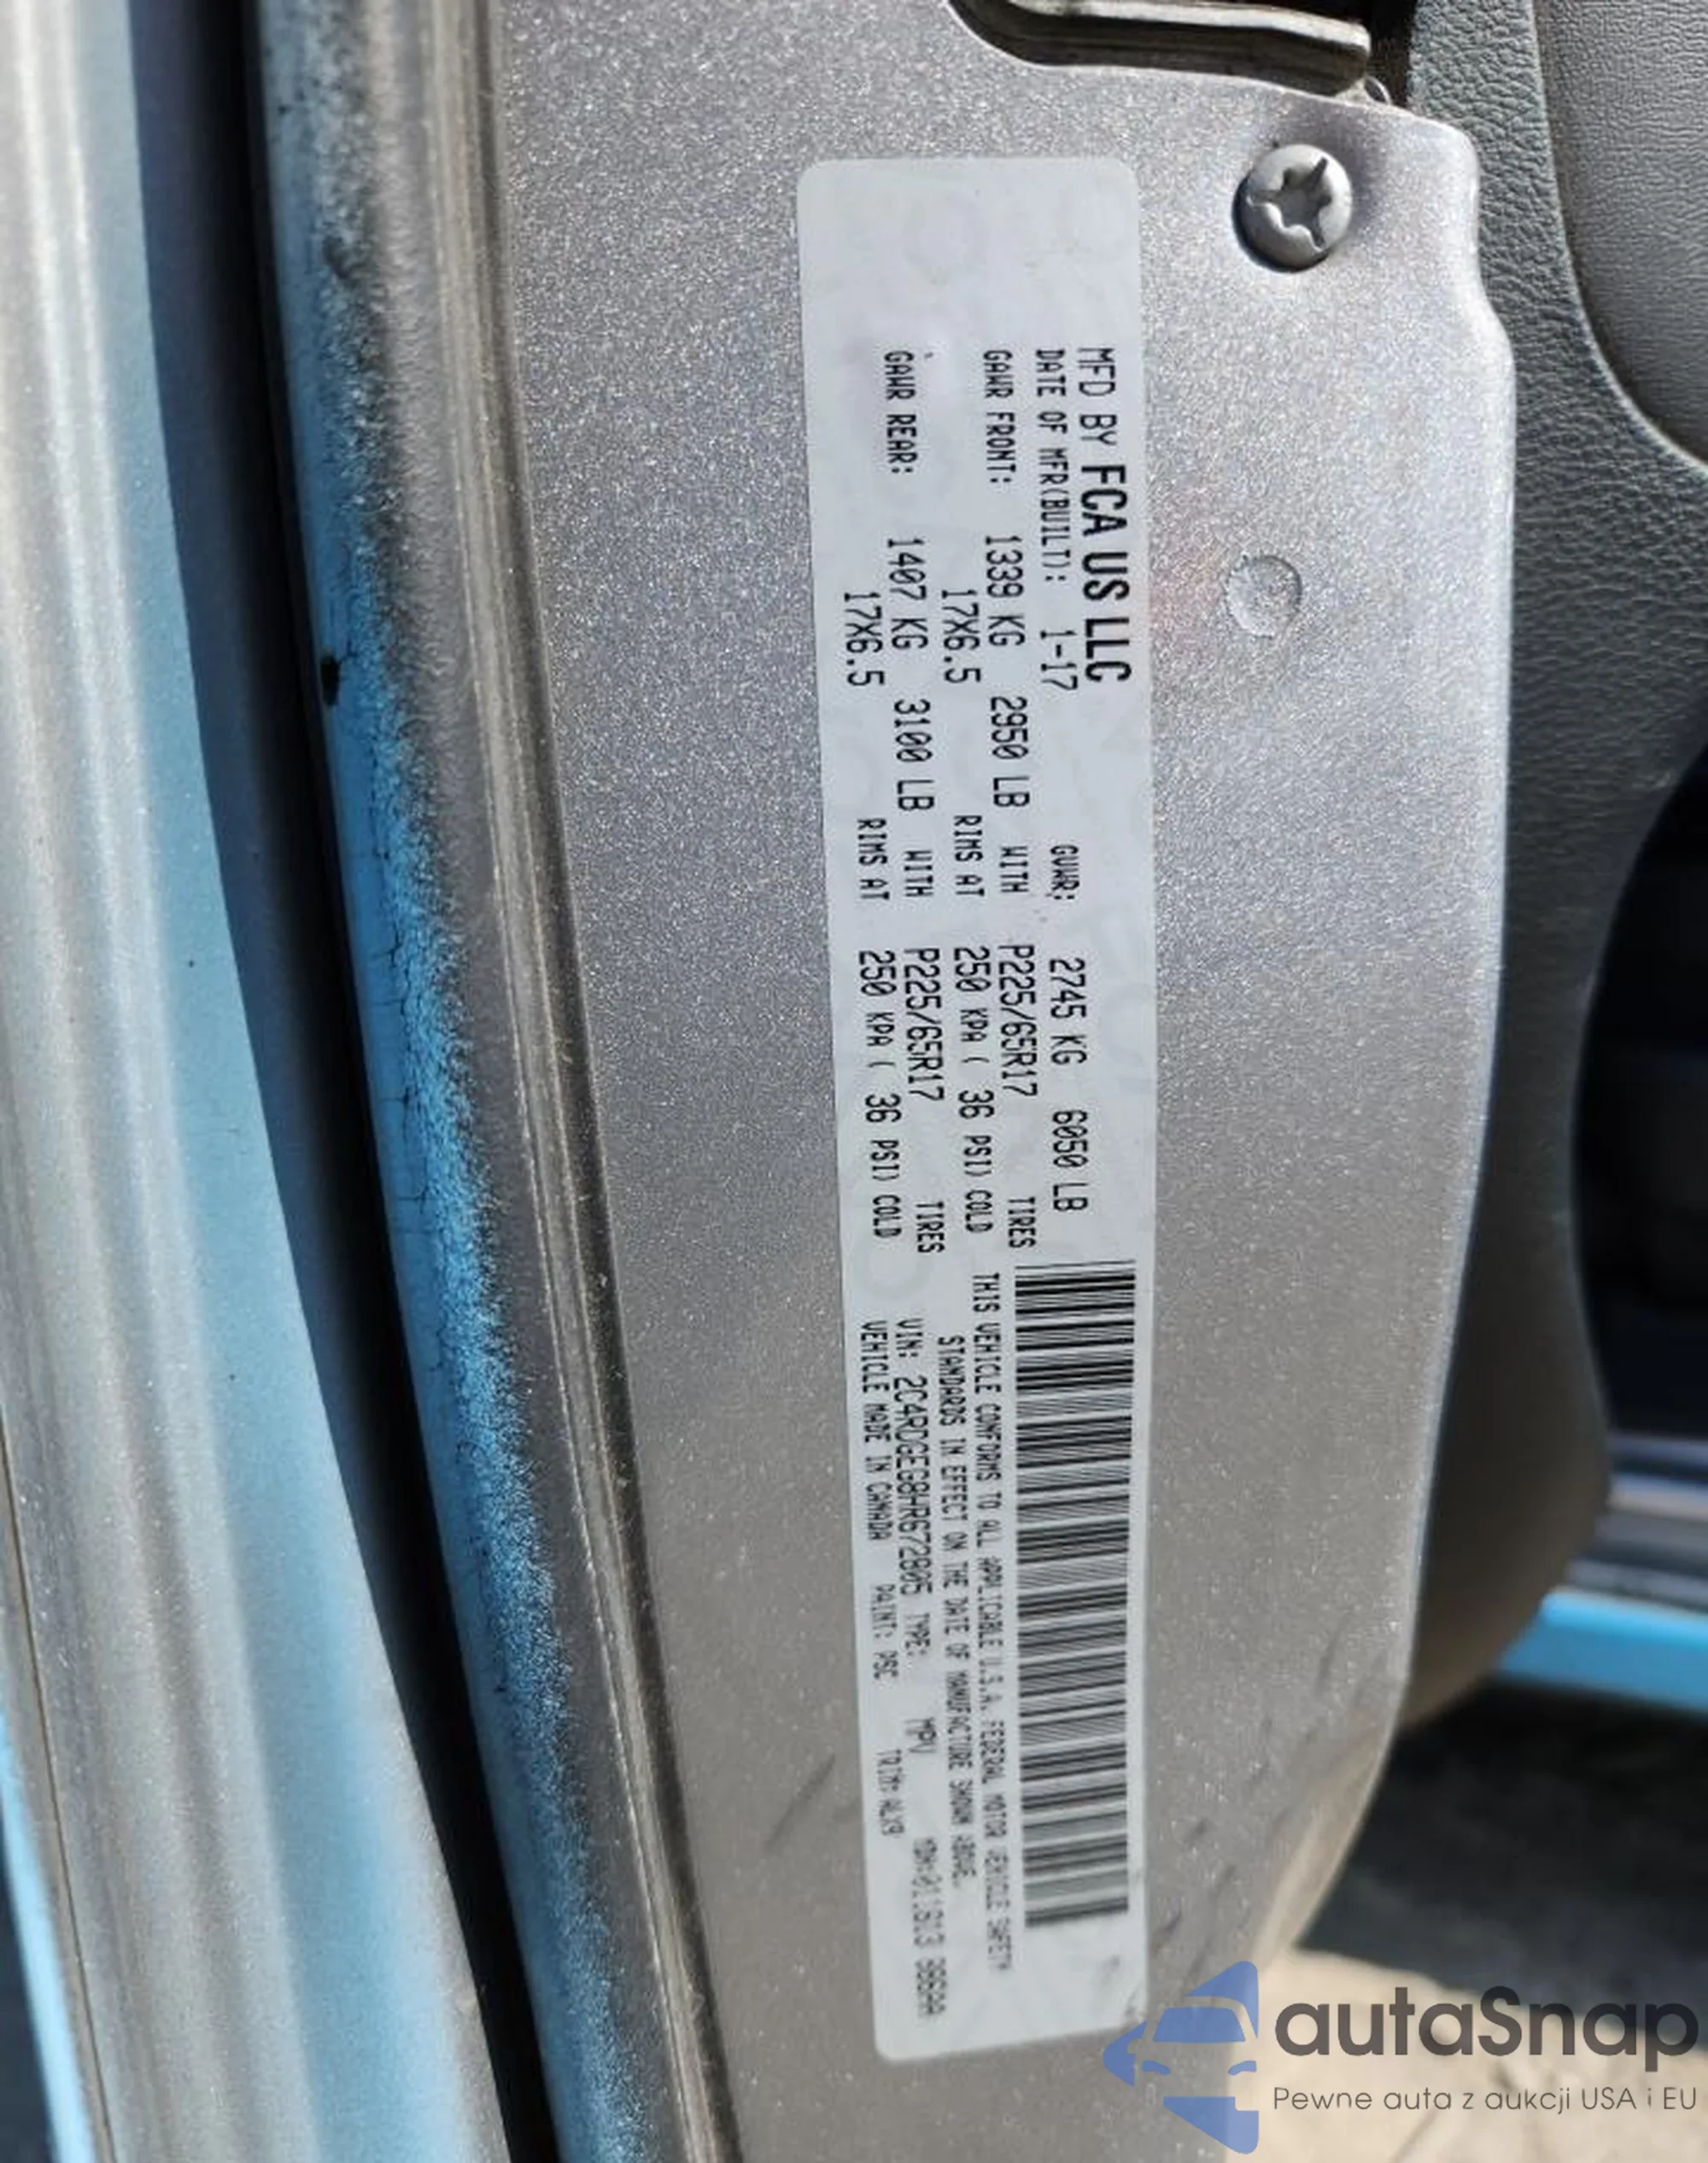 MFD BY FCA US LLC
DATE OF MFR(BUILT): 1-17 GVWR: 2745 KG 6050 LB
GAWR FRONT: 1339 KG 2950 LB WITH P225/65R17 TIRES
17X6.5 RIMS AT 250 KPA ( 36 PSI) COLD
GAWR REAR: 1407 KG 3100 LB WITH P225/65R17 TIRES
17X6.5 RIMS AT 250 KPA ( 36 PSI) COLD
THIS VEHICLE CONFORMS TO ALL APPLICABLE U.S.A. FEDERAL MOTOR VEHICLE SAFETY
STANDARDS IN EFFECT ON THE DATE OF MANUFACTURE SHOWN ABOVE.
VIN: 2C4RDGEG8HR672805 TYPE: MPV
VEHICLE MADE IN CANADA PAINT: PSC TRIM:
autaSnap
Pewne auta z aukcji USA i EU